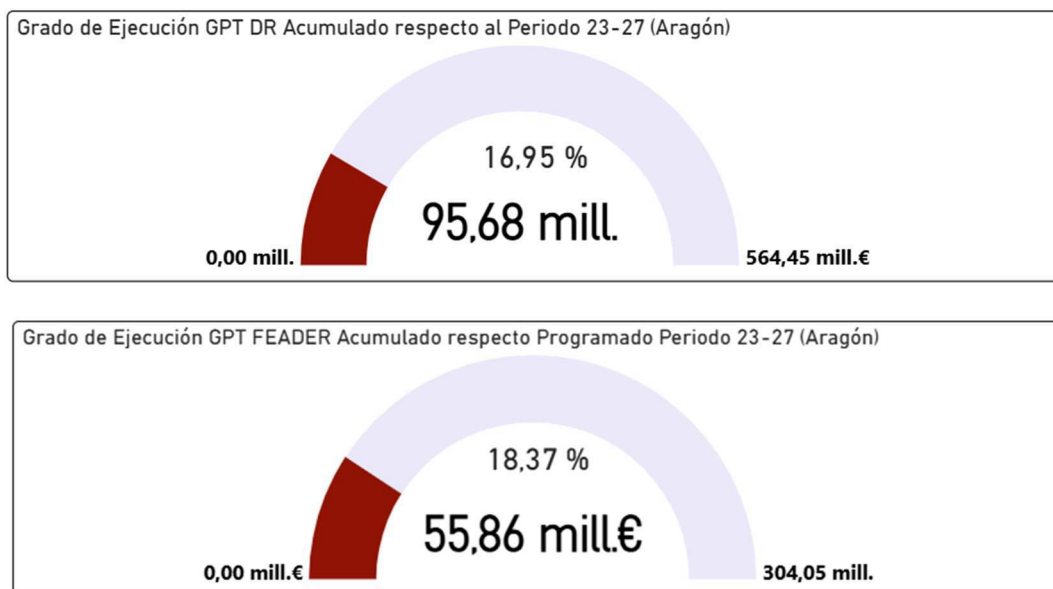 Grado de Ejecución GPT DR Acumulado respecto al Periodo 23-27 (Aragón)
16,95 %
95,68 mill.
0,00 mill.
564,45 mill.€
Grado de Ejecución GPT FEADER Acumulado respecto Programado Periodo 23-27 (Aragón)
18,37 %
55,86 mill.€
0,00 mill.€
304,05 mill.